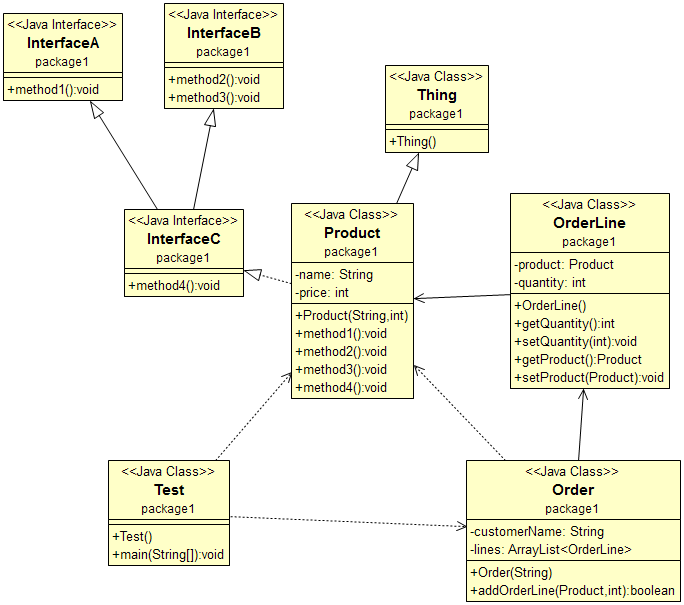 <<Java Interface>>
InterfaceA
package1
+method1():void
<<Java Interface>>
InterfaceB
package1
+method2():void
+method3():void
<<Java Class>>
Thing
package1
+Thing()
<<Java Interface>>
InterfaceC
package1
+method4():void
<<Java Class>>
Product
package1
-name: String
-price: int
+Product(String,int)
+method1():void
+method2():void
+method3():void
+method4():void
<<Java Class>>
OrderLine
package1
-product: Product
-quantity: int
+OrderLine()
+getQuantity():int
+setQuantity(int):void
+getProduct():Product
+setProduct(Product):void
<<Java Class>>
Test
package1
+Test()
+main(String[]):void
<<Java Class>>
Order
package1
-customerName: String
-lines: ArrayList<OrderLine>
+Order(String)
+addOrderLine(Product,int):boolean